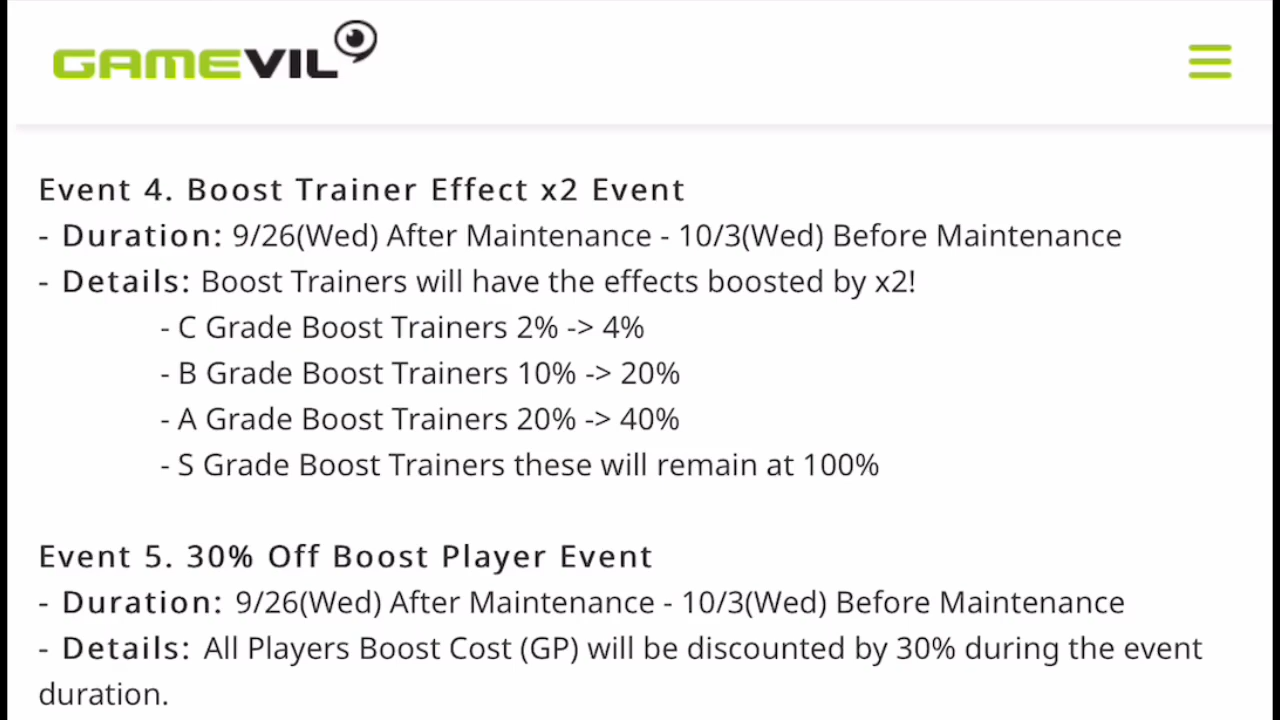 GAMEVIL
Event 4. Boost Trainer Effect x2 Event
- Duration: 9/26(Wed) After Maintenance - 10/3(Wed) Before Maintenance
- Details: Boost Trainers will have the effects boosted by x2!
- C Grade Boost Trainers 2% -> 4%
- B Grade Boost Trainers 10% -> 20%
- A Grade Boost Trainers 20% -> 40%
- S Grade Boost Trainers these will remain at 100%
Event 5. 30% Off Boost Player Event
- Duration: 9/26(Wed) After Maintenance - 10/3(Wed) Before Maintenance
- Details: All Players Boost Cost (GP) will be discounted by 30% during the event
duration.